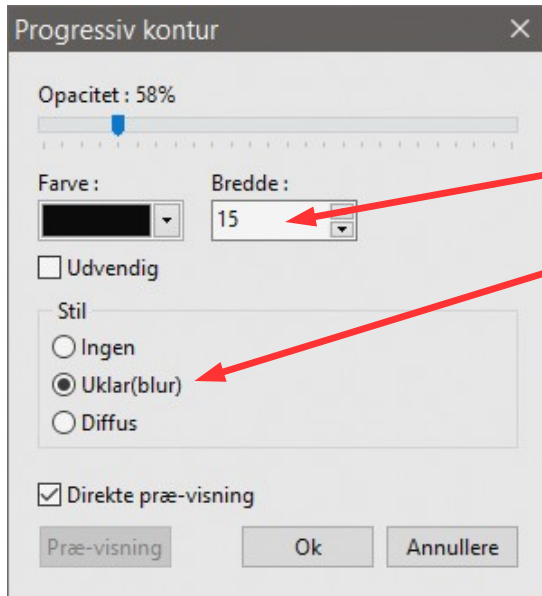 Progressiv kontur
Opacitet : 58%
Farve : Bredde :
15
Udvendig
Stil
Ingen
Uklar(blur)
Diffus
Direkte præ-visning
Præ-visning Ok Annullere